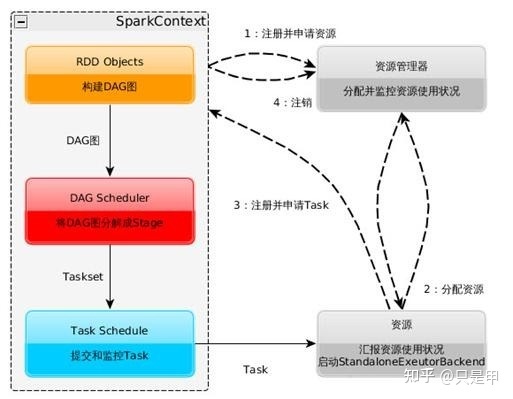 SparkContext
RDD Objects
构建DAG图
DAG图
DAG Scheduler
将DAG图分解成Stage
Taskset
Task Schedule
提交和监控Task
Task
1：注册并申请资源
4：注销
资源管理器
分配并监控资源使用状况
3：注册并申请Task
2：分配资源
资源
汇报资源使用状况
启动StandaloneExeutorBackend
知乎 @只是甲